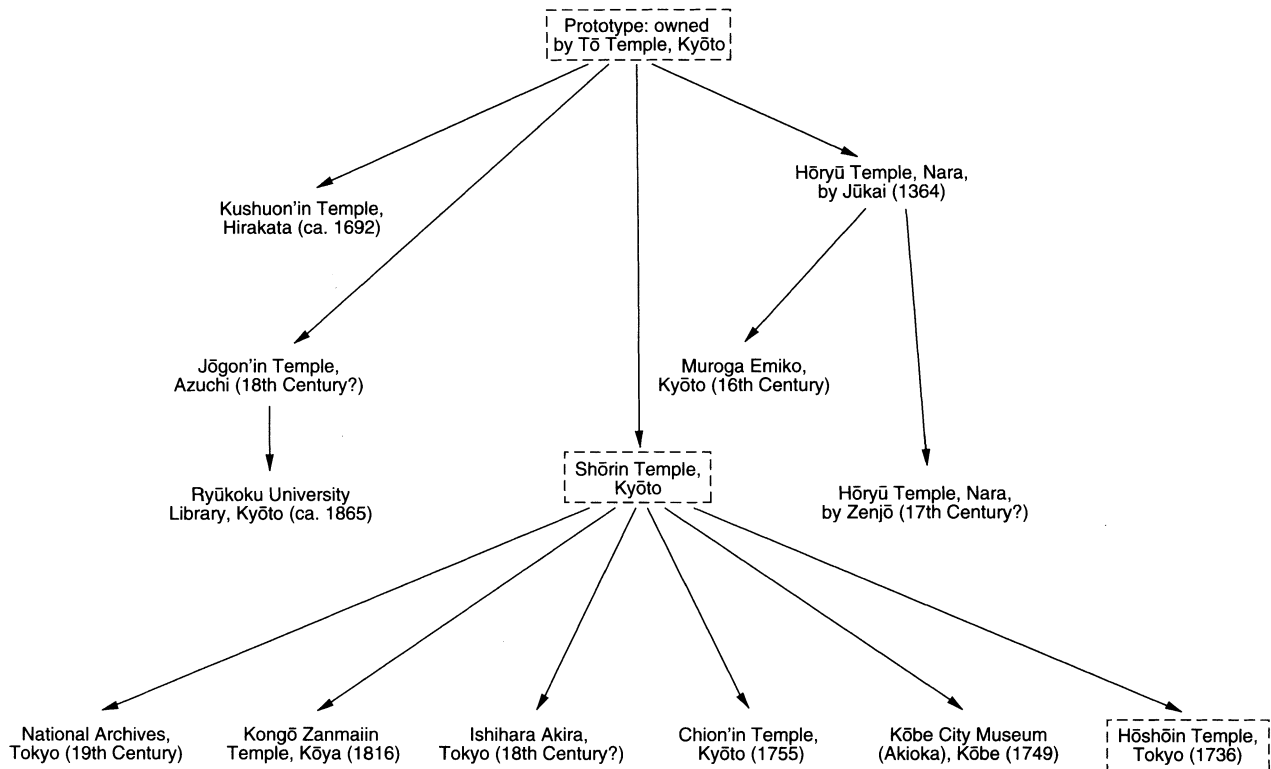 Prototype: owned
by Tō Temple, Kyōto
Hōryū Temple, Nara,
by Jūkai (1364)
Kushuon'in Temple,
Hirakata (ca. 1692)
Jōgon'in Temple,
Azuchi (18th Century?)
Muroga Emiko,
Kyōto (16th Century)
Shōrin Temple,
Kyōto
Ryūkoku University
Library, Kyōto (ca. 1865)
Hōryū Temple, Nara,
by Zenjō (17th Century?)
National Archives,
Tokyo (19th Century)
Kongō Zanmaiin
Temple, Kōya (1816)
Ishihara Akira,
Tokyo (18th Century?)
Chion'in Temple,
Kyōto (1755)
Kōbe City Museum
(Akioka), Kōbe (1749)
Hōshōin Temple,
Tokyo (1736)